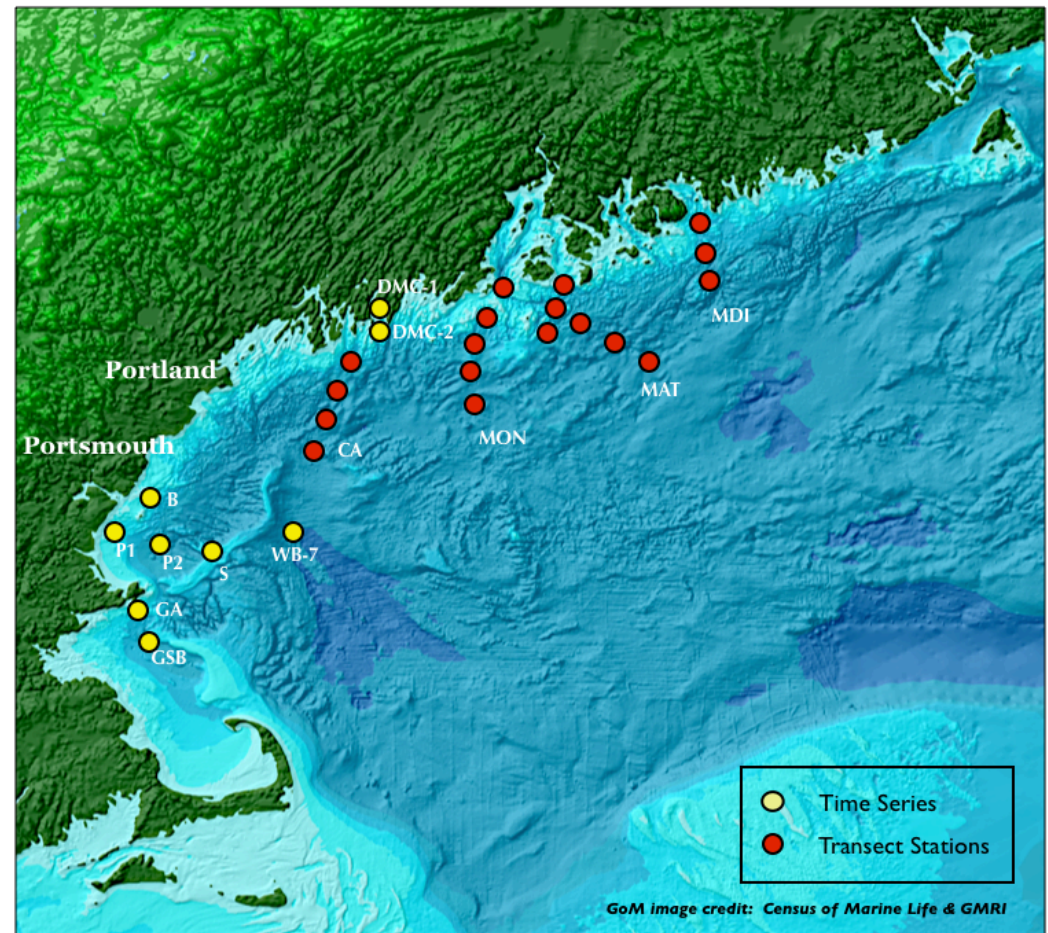 DMC-1
DMC-2
MDI
Portland
MAT
Portsmouth
MON
CA
B
P1
P2
S
WB-7
GA
GSB
Time Series
Transect Stations
GoM image credit: Census of Marine Life & GMRI